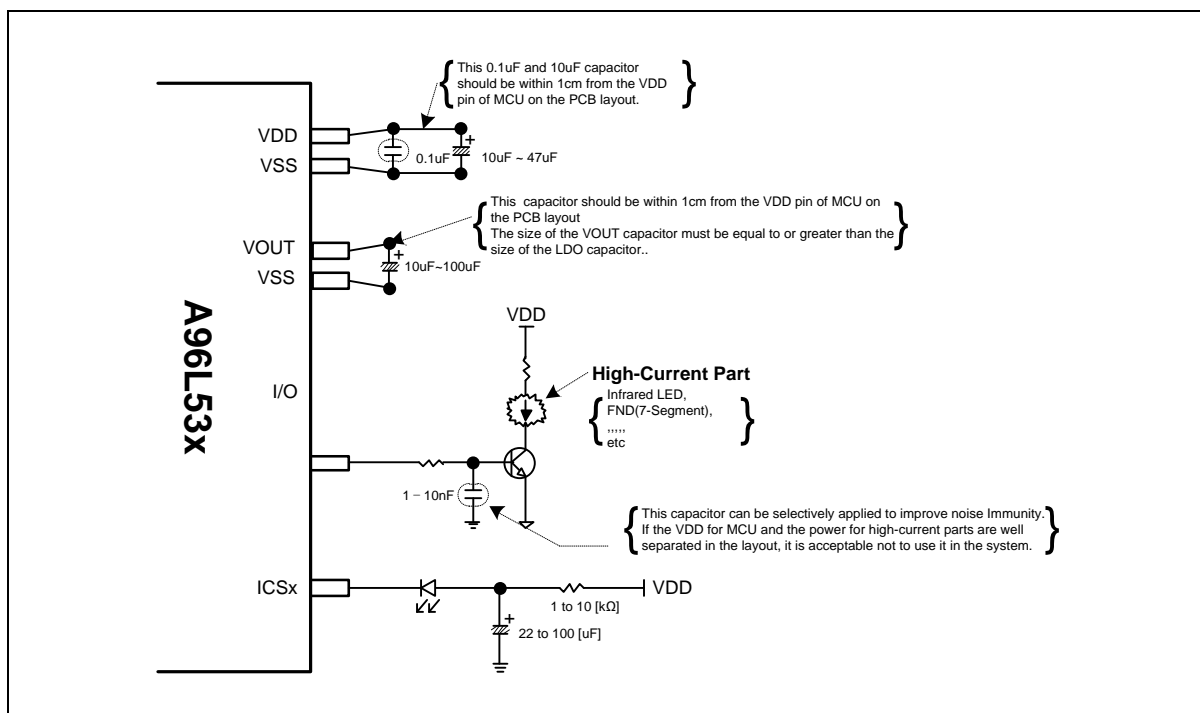 This 0.1uF and 10uF capacitor
should be within 1cm from the VDD
pin of MCU on the PCB layout.
VDD
0.1uF
10uF ~ 47uF
VSS
This capacitor should be within 1cm from the VDD pin of MCU on
the PCB layout
The size of the VOUT capacitor must be equal to or greater than the
size of the LDO capacitor..
VOUT
10uF~100uF
VSS
A96L53x
VDD
High-Current Part
I/O
Infrared LED,
FND(7-Segment),
,,,,,
etc
1 – 10nF
This capacitor can be selectively applied to improve noise Immunity.
If the VDD for MCU and the power for high-current parts are well
separated in the layout, it is acceptable not to use it in the system.
ICSx
VDD
1 to 10 [kΩ]
22 to 100 [uF]